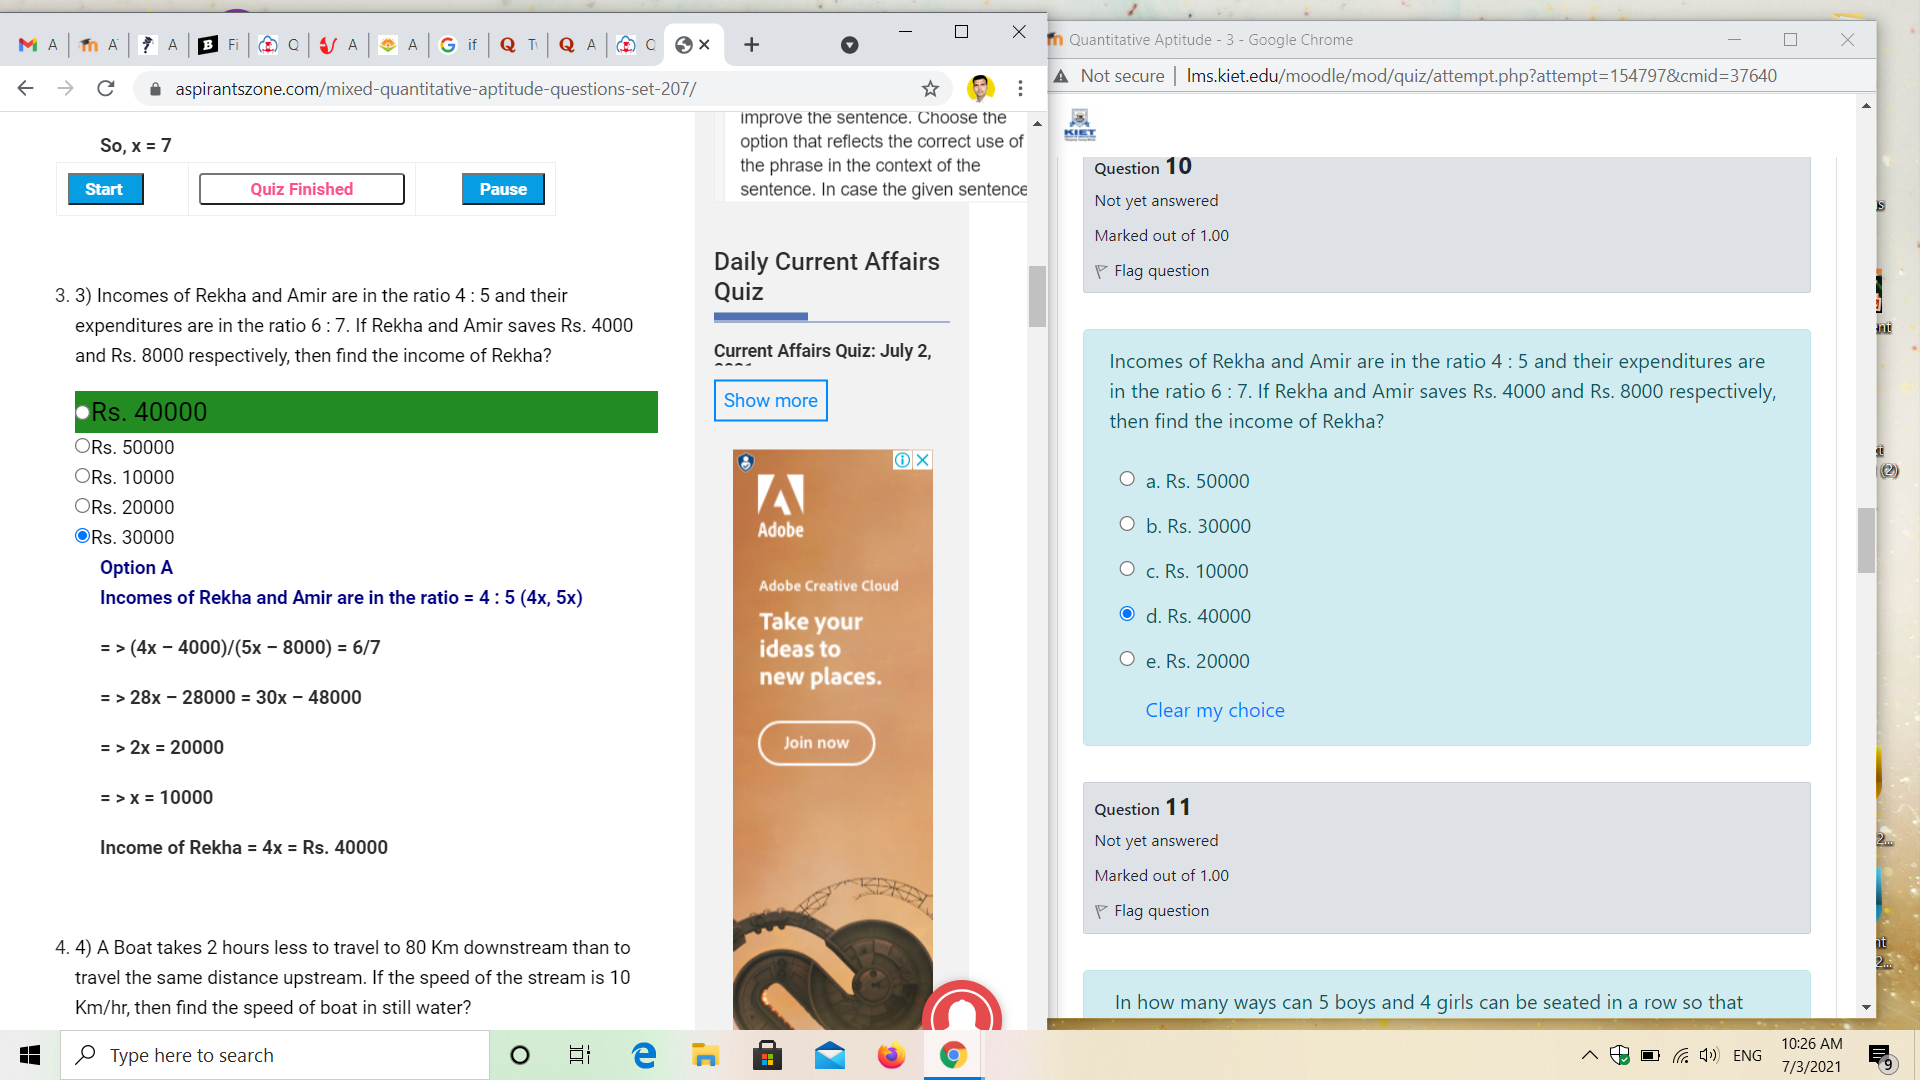 A
A
A
Fi
Q
A
A
if
Tv
A
Q
Quantitative Aptitude - 3 - Google Chrome
aspirantszone.com/mixed-quantitative-aptitude-questions-set-207/
Not secure | lms.kiet.edu/moodle/mod/quiz/attempt.php?attempt=154797&cmid=37640
So, x = 7
Start
Quiz Finished
Pause
3. 3) Incomes of Rekha and Amir are in the ratio 4 : 5 and their
expenditures are in the ratio 6 : 7. If Rekha and Amir saves Rs. 4000
and Rs. 8000 respectively, then find the income of Rekha?
Rs. 40000
Rs. 50000
Rs. 10000
Rs. 20000
Rs. 30000
Option A
Incomes of Rekha and Amir are in the ratio = 4 : 5 (4x, 5x)
= > (4x – 4000)/(5x – 8000) = 6/7
= > 28x – 28000 = 30x – 48000
= > 2x = 20000
= > x = 10000
Income of Rekha = 4x = Rs. 40000
4. 4) A Boat takes 2 hours less to travel to 80 Km downstream than to
travel the same distance upstream. If the speed of the stream is 10
Km/hr, then find the speed of boat in still water?
improve the sentence. Choose the
option that reflects the correct use of
the phrase in the context of the
sentence. In case the given sentence
Daily Current Affairs
Quiz
Current Affairs Quiz: July 2,
Show more
Adobe
Adobe Creative Cloud
Take your
ideas to
new places.
Join now
KIET
Question 10
Not yet answered
Marked out of 1.00
Flag question
Incomes of Rekha and Amir are in the ratio 4 : 5 and their expenditures are
in the ratio 6 : 7. If Rekha and Amir saves Rs. 4000 and Rs. 8000 respectively,
then find the income of Rekha?
a. Rs. 50000
b. Rs. 30000
c. Rs. 10000
d. Rs. 40000
e. Rs. 20000
Clear my choice
Question 11
Not yet answered
Marked out of 1.00
Flag question
In how many ways can 5 boys and 4 girls can be seated in a row so that
(2)
Type here to search
ENG
10:26 AM
7/3/2021
9